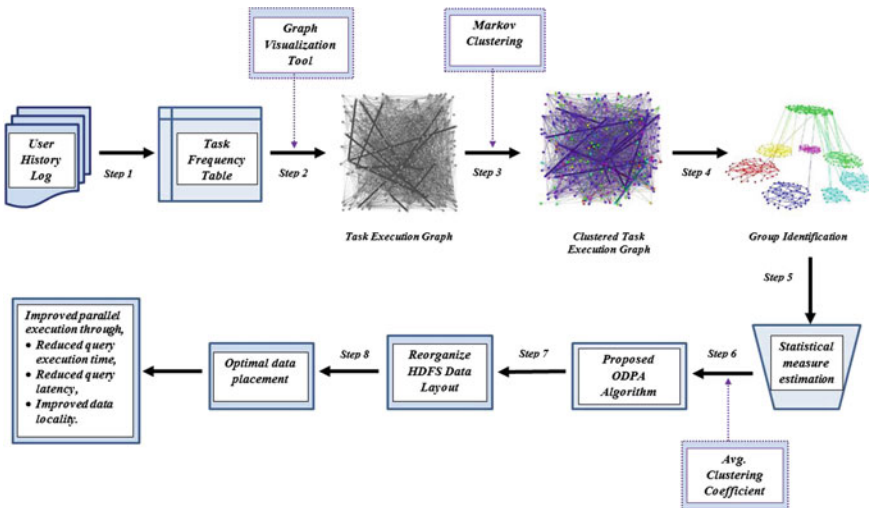 Graph
Visualization
Tool
Markov
Clustering
User
History
Log
Step 1
Task
Frequency
Table
Step 2
Step 3
Step 4
Task Execution Graph
Clustered Task
Execution Graph
Group Identification
Step 5
Improved parallel
execution through,
• Reduced query
execution time,
• Reduced query
latency,
• Improved data
locality.
Optimal data
placement
Step 8
Reorganize
HDFS Data
Layout
Step 7
Proposed
ODPA
Algorithm
Step 6
Statistical
measure
estimation
Avg.
Clustering
Coefficient